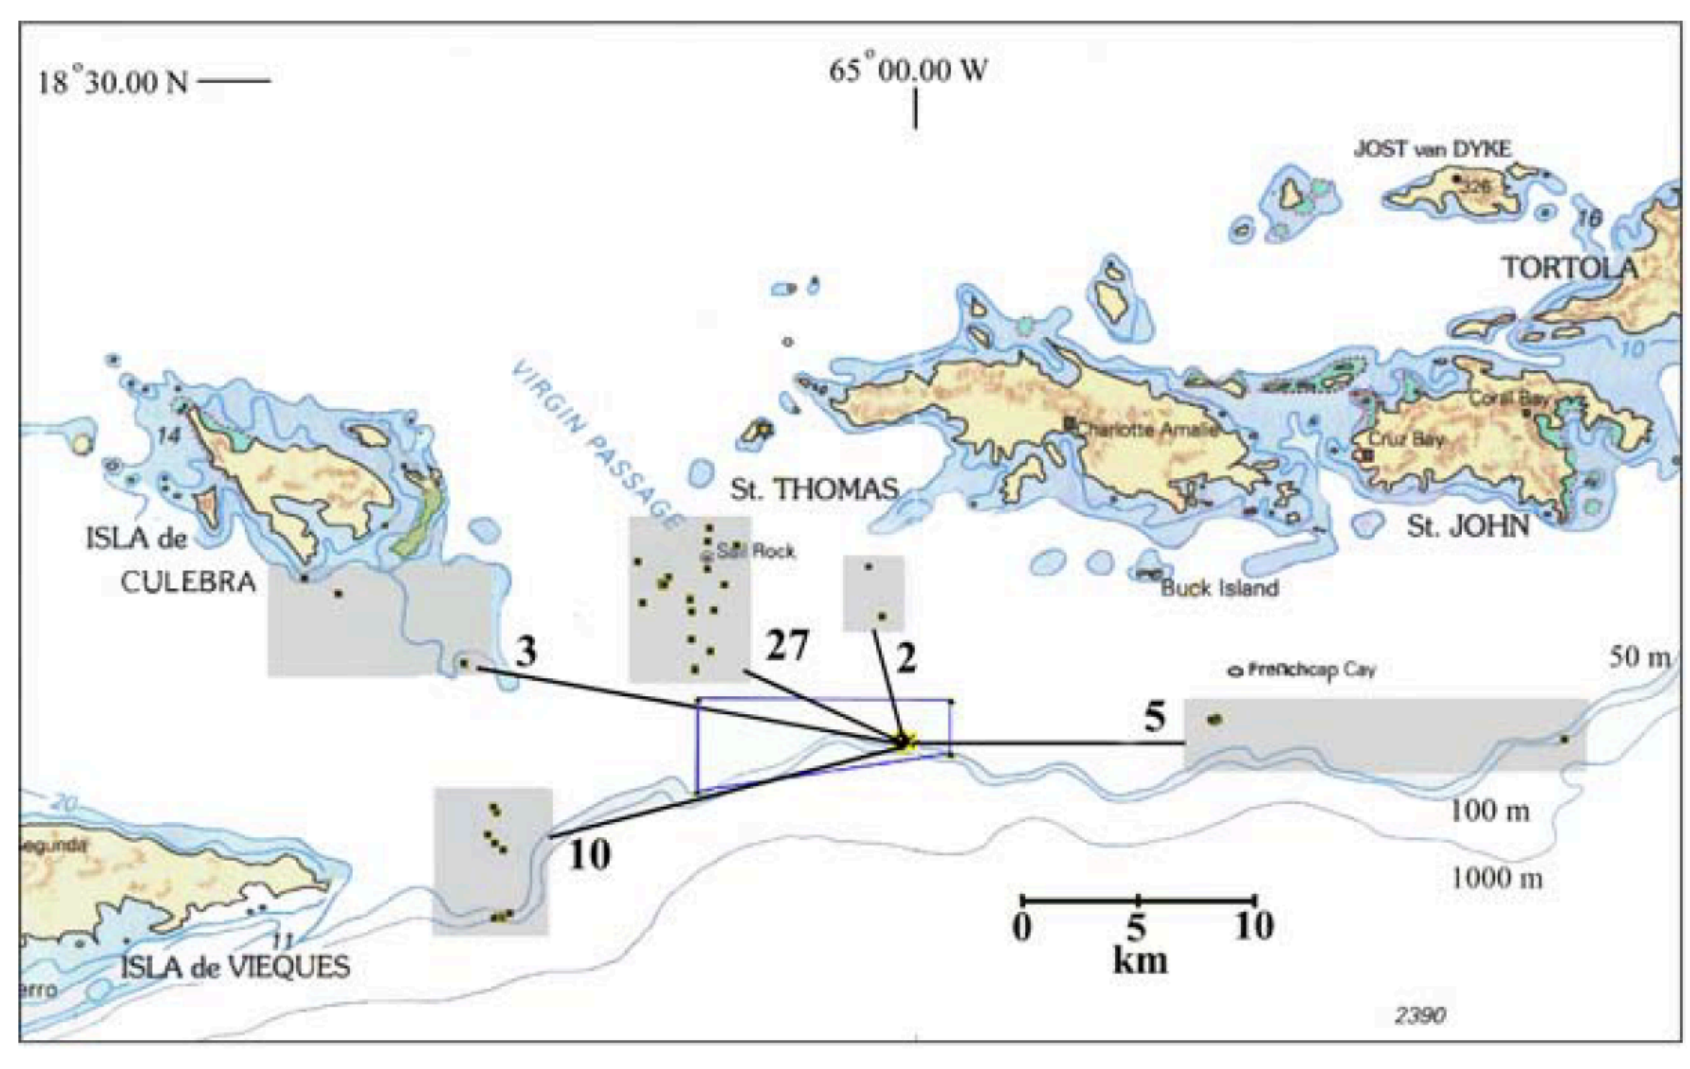 65°00.00 W
18°30.00 N
JOST van DYKE
326
16
TORTOLA
10
VIRGIN PASSAGE
Coral Bay
14
Charlotte Amalie
Cruz Bay
St. THOMAS
St. JOHN
ISLA de
CULEBRA
Sail Rock
Buck Island
3
27
2
50 m
Frenchcap Cay
5
20
100 m
egunda
10
1000 m
0 5 10
km
11
ISLA de VIEQUES
erro
2390